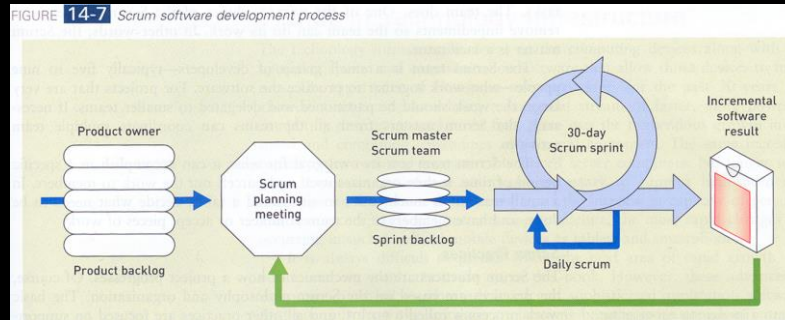 FIGURE 14-7 Scrum software development process
Product owner
Product backlog
Scrum
planning
meeting
Scrum master
Scrum team
Sprint backlog
30-day
Scrum sprint
Daily scrum
Incremental
software
result